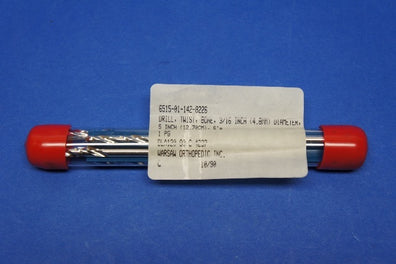 6515-01-142-0226
DRILL, TWIST, BONE, 3/16 INCH (4.8MM) DIAMETER,
5 INCH (12.70CM),
1 PG
WARSAW ORTHOPEDIC INC.
10/90